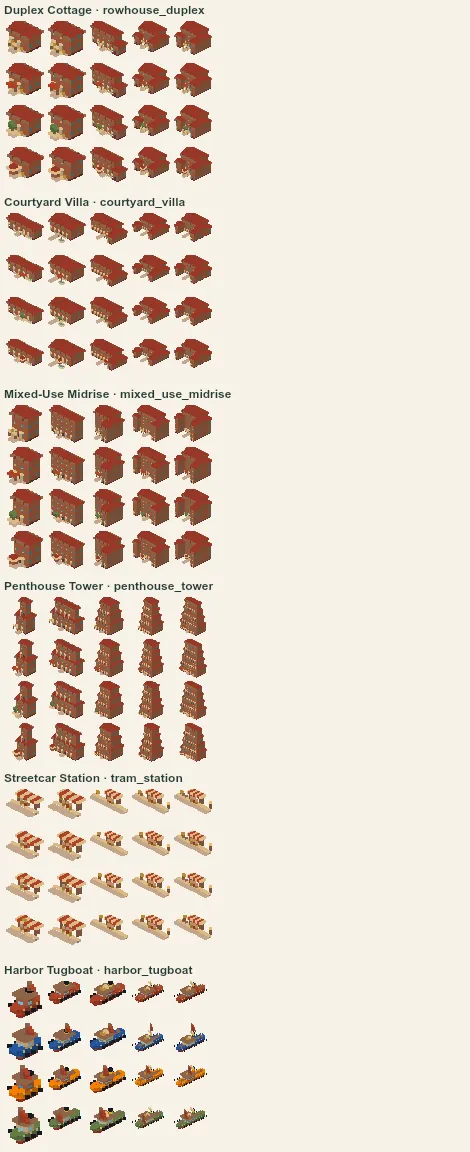 Duplex Cottage · rowhouse_duplex
Courtyard Villa · courtyard_villa
Mixed-Use Midrise · mixed_use_midrise
Penthouse Tower · penthouse_tower
Streetcar Station · tram_station
Harbor Tugboat · harbor_tugboat